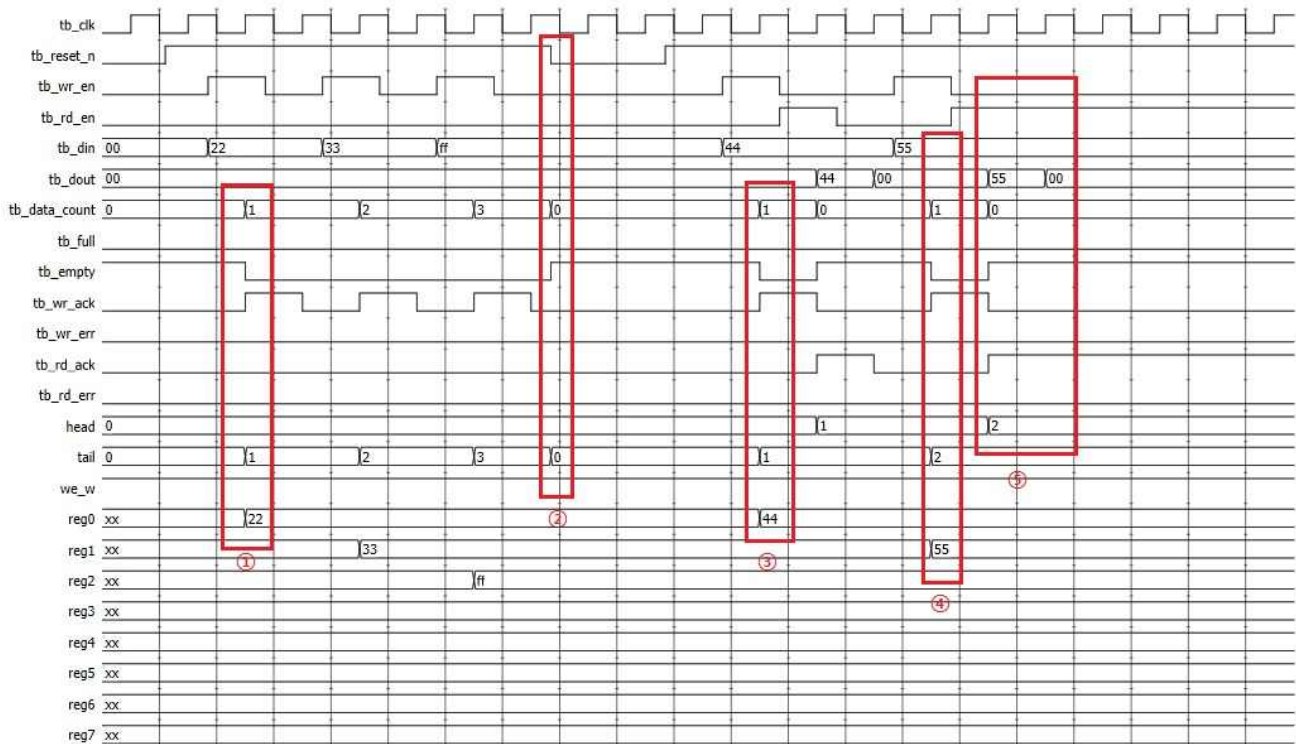 tb_clk
tb_reset_n
tb_wr_en
tb_rd_en
tb_din 00 22 33 ff 44 55
tb_dout 00 44 00 55 00
tb_data_count 0 1 2 3 0 1 0 1 0
tb_full
tb_empty
tb_wr_ack
tb_wr_err
tb_rd_ack
tb_rd_err
head 0 1 2
tail 0 1 2 3 0 1 2
⑤
we_w
reg0 xx 22 ② 44
reg1 xx ① 33 ③ 55
reg2 xx ff
reg3 xx ④
reg4 xx
reg5 xx
reg6 xx
reg7 xx